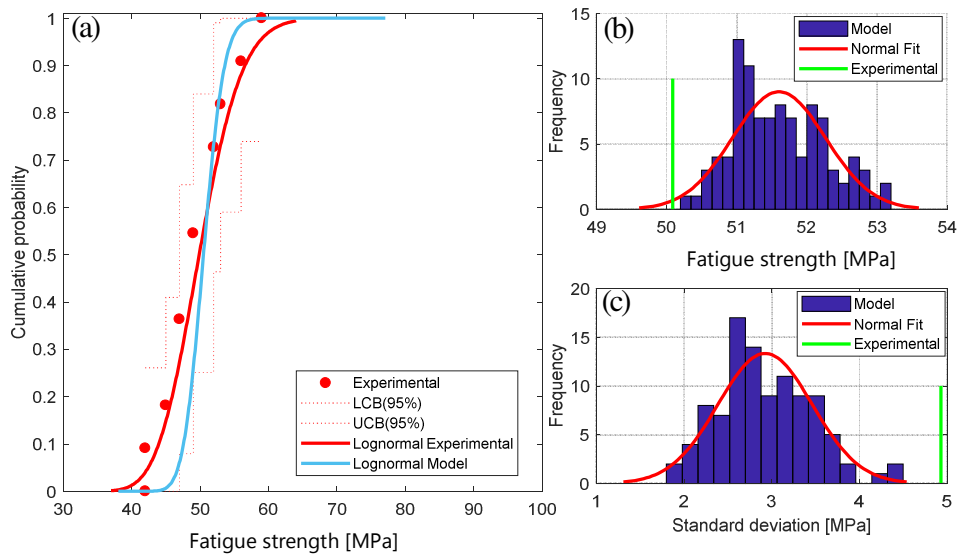 (a)
Cumulative probability
1
0.9
0.8
0.7
0.6
0.5
0.4
0.3
0.2
0.1
0
30 40 50 60 70 80 90 100
Fatigue strength [MPa]
Experimental
LCB(95%)
UCB(95%)
Lognormal Experimental
Lognormal Model
(b)
Frequency
15
10
5
0
49 50 51 52 53 54
Fatigue strength [MPa]
Model
Normal Fit
Experimental
(c)
Frequency
20
15
10
5
0
1 2 3 4 5
Standard deviation [MPa]
Model
Normal Fit
Experimental